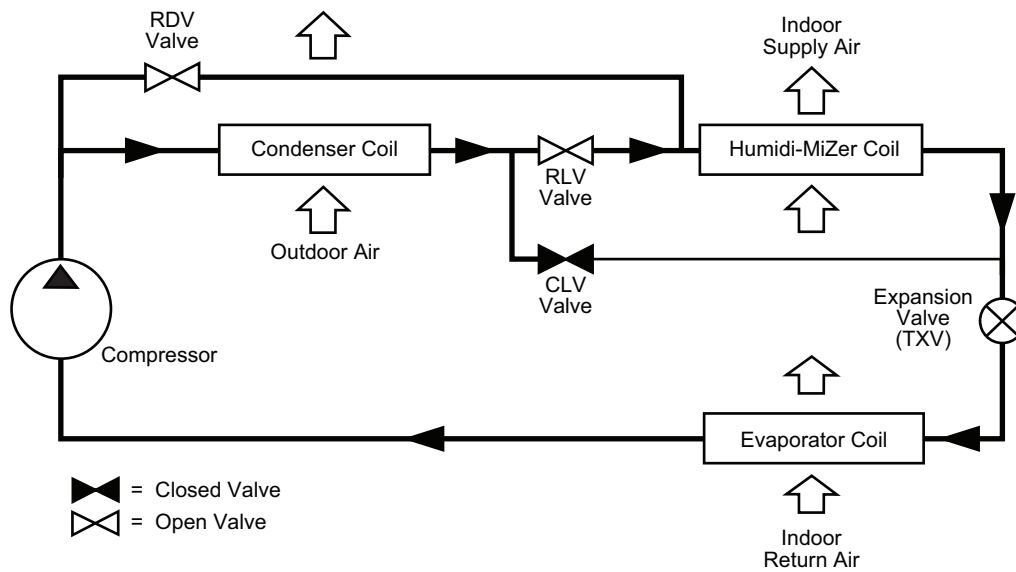 RDV
Valve
Indoor
Supply Air
Condenser Coil
Humidi-MiZer Coil
RLV
Valve
Outdoor Air
CLV
Valve
Expansion
Valve
(TXV)
Compressor
Evaporator Coil
= Closed Valve
= Open Valve
Indoor
Return Air